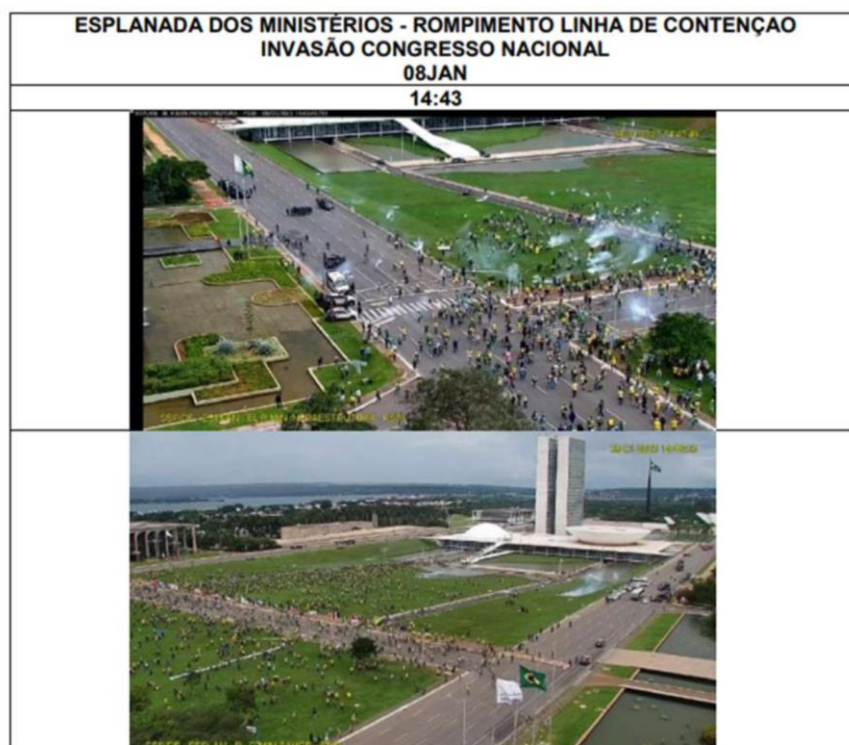 ESPLANADA DOS MINISTÉRIOS - ROMPIMENTO LINHA DE CONTENÇAO
INVASÃO CONGRESSO NACIONAL
08JAN
14:43